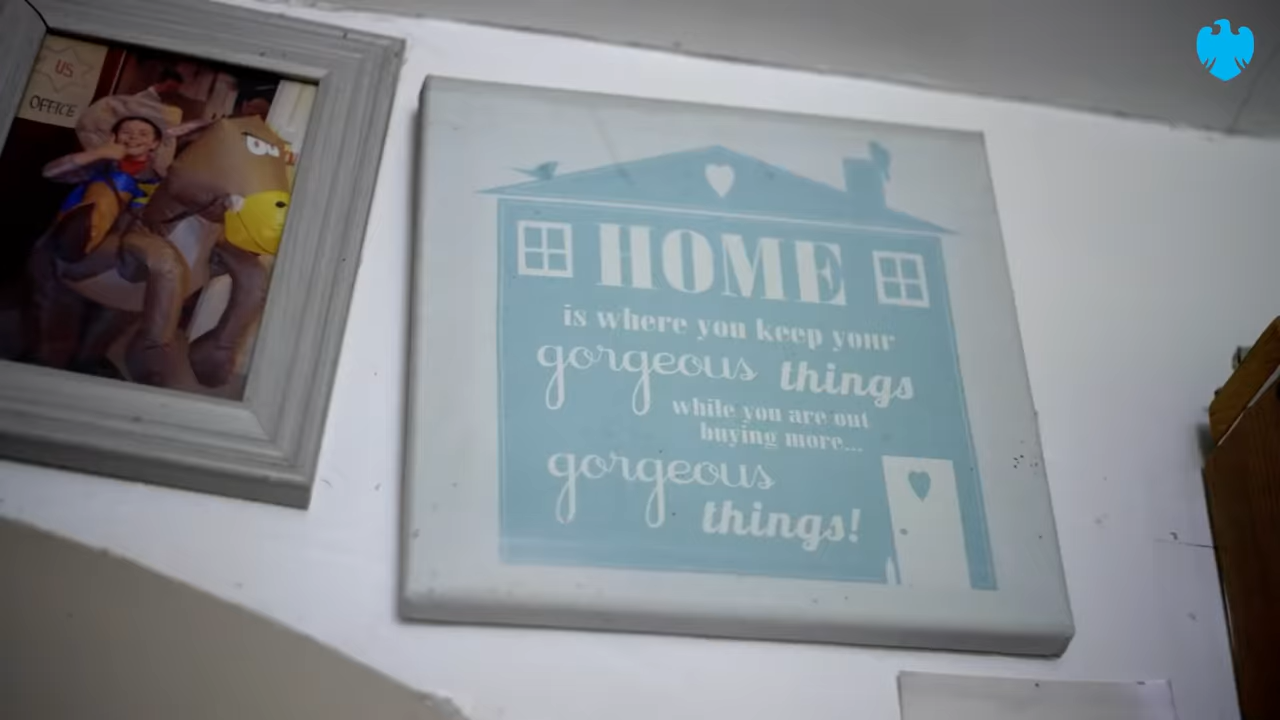 US
OFFICE
HOME
is where you keep your
gorgeous things
while you are out
buying more...
gorgeous
things!